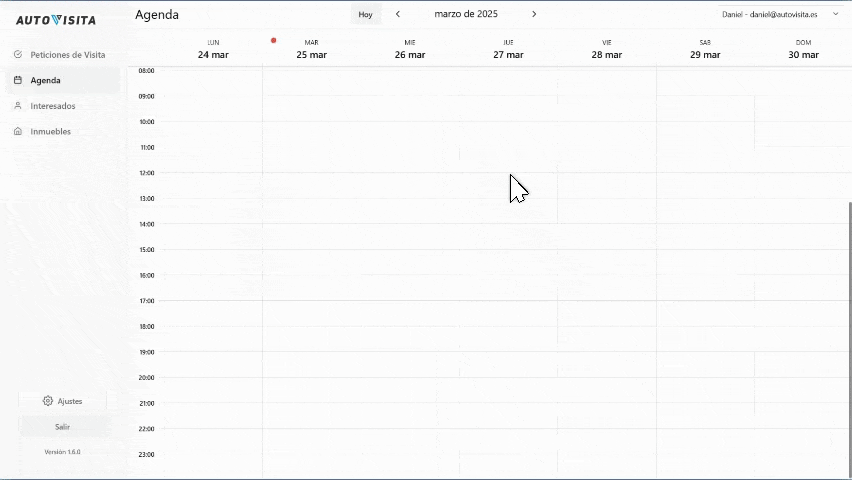 AUTOVISITA
Agenda
Hoy
marzo de 2025
Daniel - daniel@autovisita.es
Peticiones de Visita
Agenda
Interesados
Inmuebles
LUN
24 mar
MAR
25 mar
MIE
26 mar
JUE
27 mar
VIE
28 mar
SAB
29 mar
DOM
30 mar
08:00
09:00
10:00
11:00
12:00
13:00
14:00
15:00
16:00
17:00
18:00
19:00
20:00
21:00
22:00
23:00
Ajustes
Salir
Versión 1.6.0